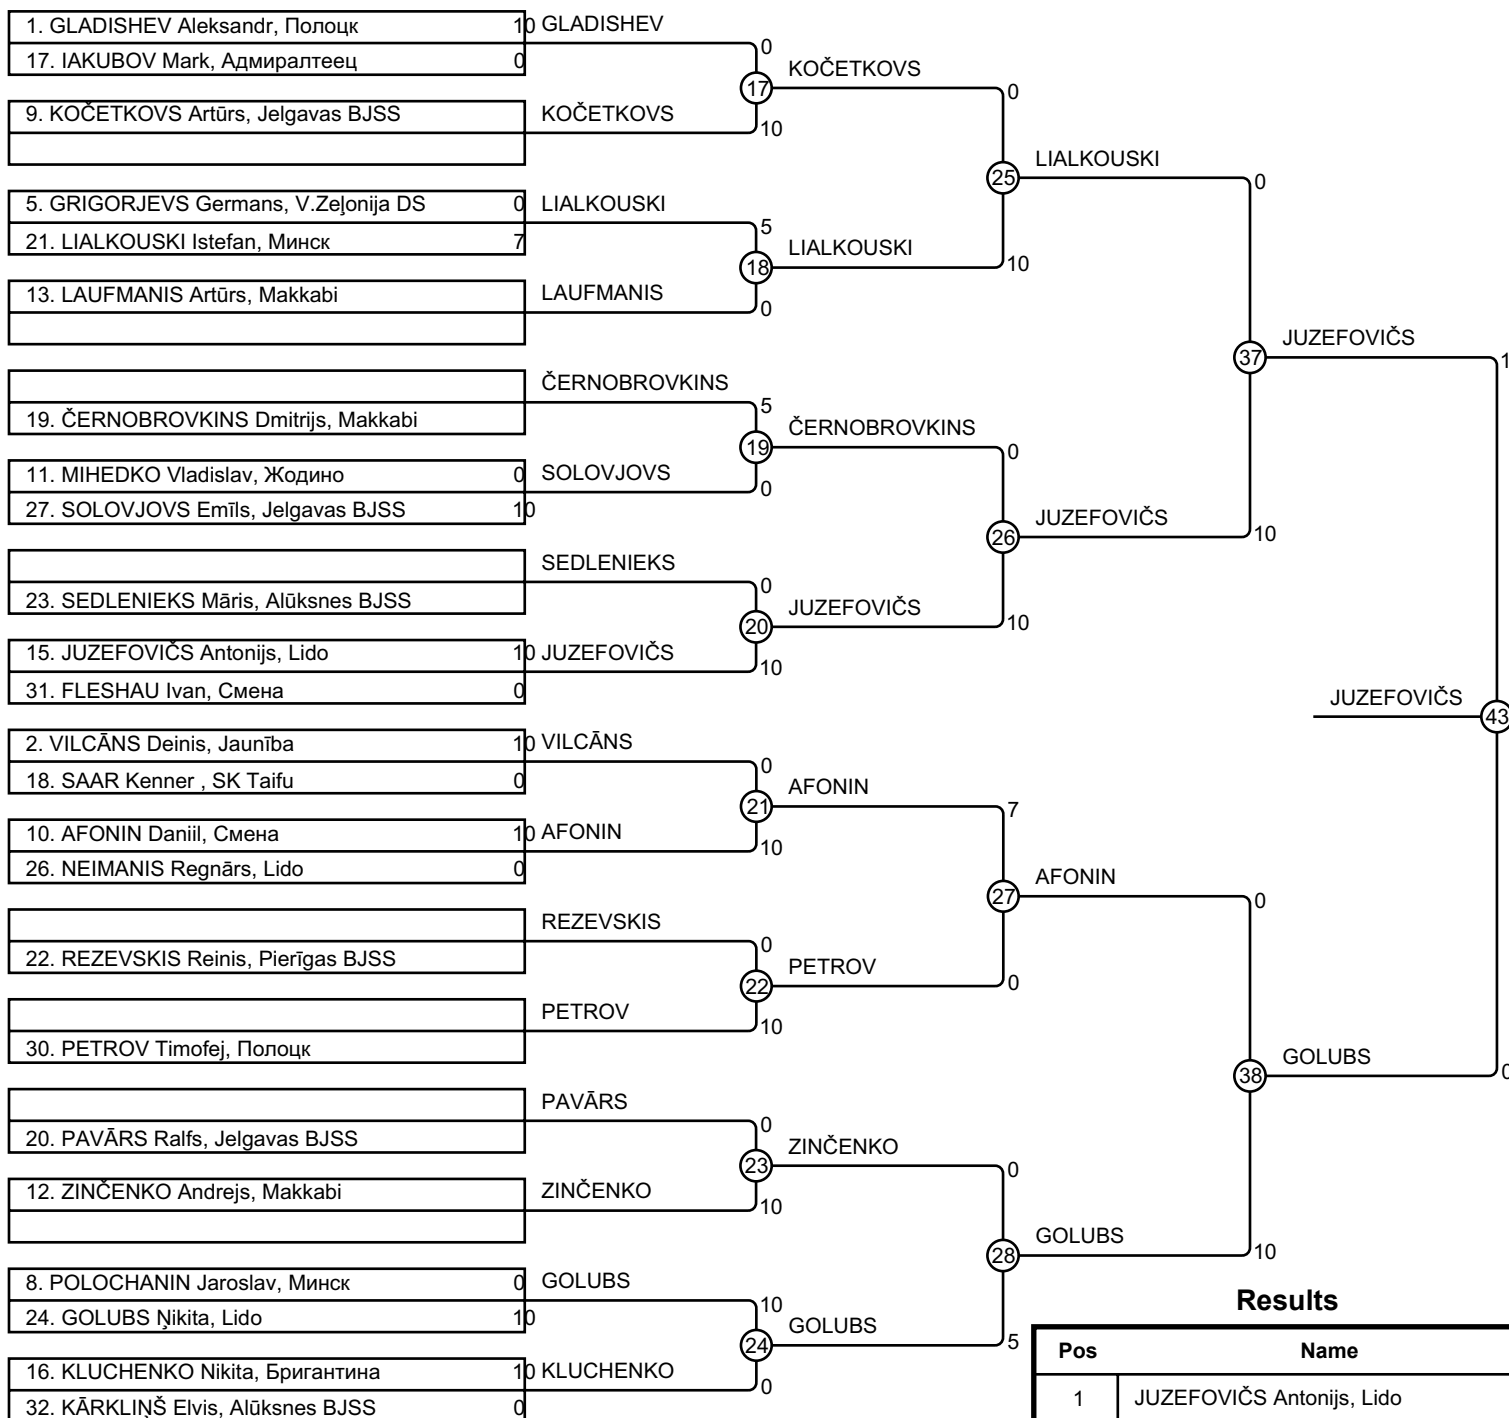 1. GLADISHEV Aleksandr, Полоцк 10 GLADISHEV
0
17. IAKUBOV Mark, Адмиралтеец 0
KOČETKOVS
17
0
9. KOČETKOVS Artūrs, Jelgavas BJSS KOČETKOVS
10
LIALKOUSKI
25
0
5. GRIGORJEVS Germans, V.Zeļonija DS 0 LIALKOUSKI
5
21. LIALKOUSKI Istefan, Минск 7
LIALKOUSKI
18
10
13. LAUFMANIS Artūrs, Makkabi LAUFMANIS
0
JUZEFOVIČS
37
1
ČERNOBROVKINS
5
19. ČERNOBROVKINS Dmitrijs, Makkabi
ČERNOBROVKINS
19
0
11. MIHEDKO Vladislav, Жодино 0 SOLOVJOVS
0
27. SOLOVJOVS Emīls, Jelgavas BJSS 10
JUZEFOVIČS
26
10
SEDLENIEKS
0
23. SEDLENIEKS Māris, Alūksnes BJSS
JUZEFOVIČS
20
10
15. JUZEFOVIČS Antonijs, Lido 10 JUZEFOVIČS
10
31. FLESHAU Ivan, Смена 0
JUZEFOVIČS
43
2. VILCĀNS Deinis, Jaunība 10 VILCĀNS
0
18. SAAR Kenner , SK Taifu 0
AFONIN
21
7
10. AFONIN Daniil, Смена 10 AFONIN
10
26. NEIMANIS Regnārs, Lido 0
AFONIN
27
0
REZEVSKIS
0
22. REZEVSKIS Reinis, Pierīgas BJSS
PETROV
22
0
PETROV
10
30. PETROV Timofej, Полоцк
GOLUBS
38
0
PAVĀRS
0
20. PAVĀRS Ralfs, Jelgavas BJSS
ZINČENKO
23
0
12. ZINČENKO Andrejs, Makkabi ZINČENKO
10
GOLUBS
28
10
8. POLOCHANIN Jaroslav, Минск 0 GOLUBS
10
24. GOLUBS Ņikita, Lido 10
GOLUBS
24
5
16. KLUCHENKO Nikita, Бригантина 10 KLUCHENKO
0
32. KĀRKLIŅŠ Elvis, Alūksnes BJSS 0
Results
Pos Name
1 JUZEFOVIČS Antonijs, Lido